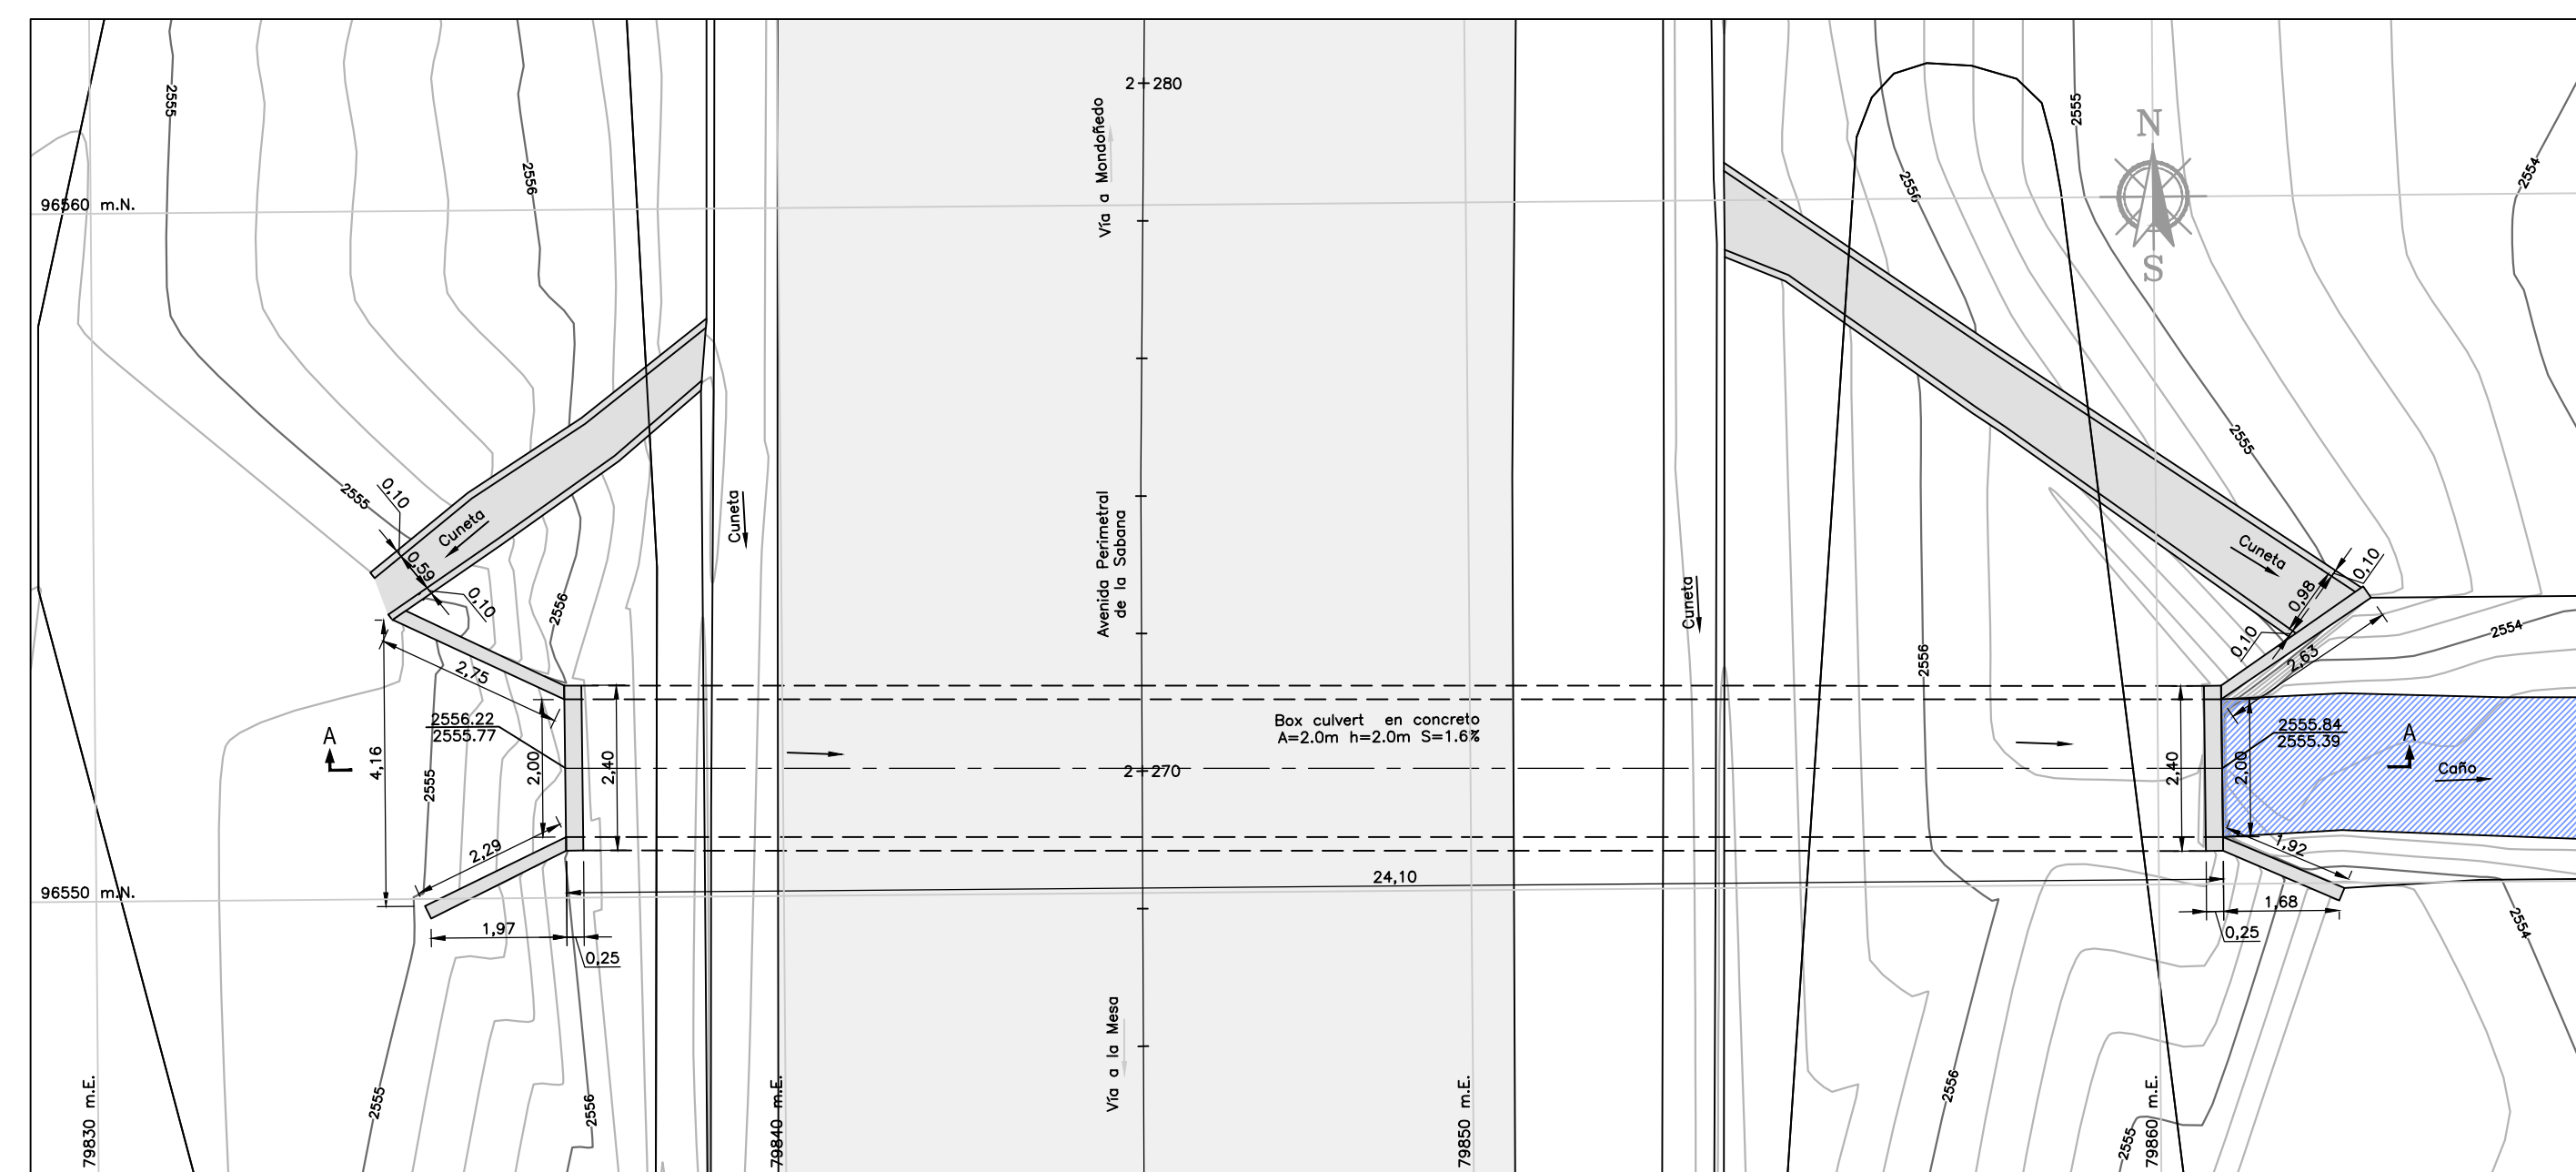 2+280
2555
2556
2555
2556
2554
N
S
Vía a Mondoñedo
96560 m.N.
2555
0,10
0,59
0,10
Cuneta
2556
Cuneta
Avenida Perimetral
de la Sabana
Cuneta
2555
Cuneta
0,10
0,98
0,10
2,63
2554
2,75
2556.22
2555.77
A
4,16
2555
2,00
2,40
2,29
Box culvert en concreto
A=2.0m h=2.0m S=1.6%
2+270
2556
2,40
2,00
2555.84
2555.39
A
Caño
1,92
96550 m.N.
24,10
1,97
0,25
1,68
0,25
2554
Vía a la Mesa
79830 m.E.
2555
2556
79840 m.E.
79850 m.E.
2556
2555
79860 m.E.